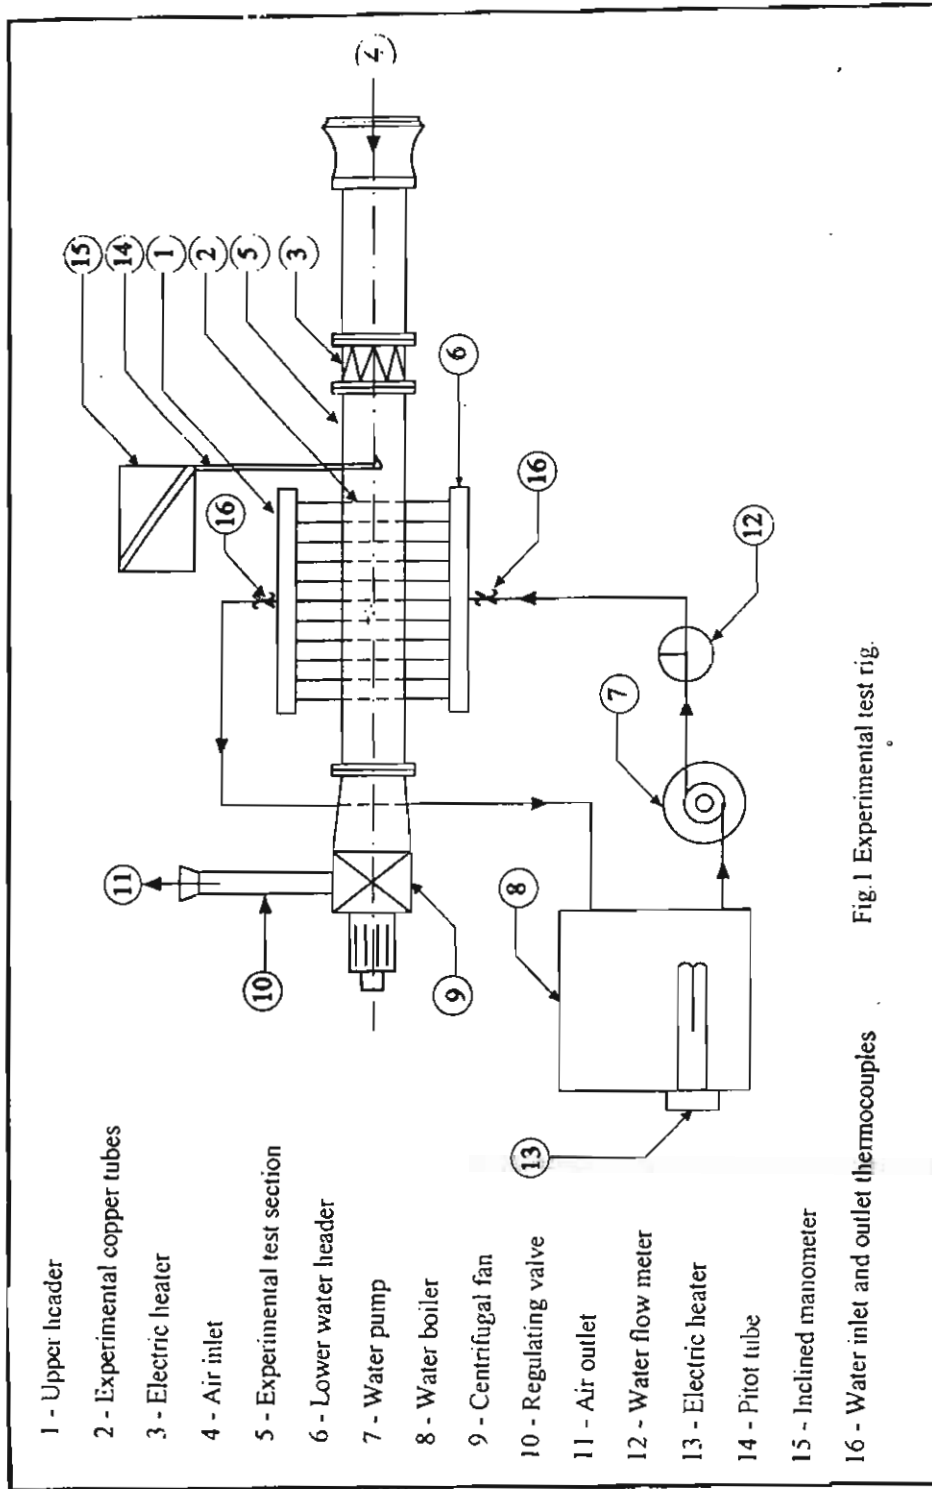 4
15
14
1
2
5
3
6
16
16
12
7
11
10
9
8
13
1 - Upper header
2 - Experimental copper tubes
3 - Electric heater
4 - Air inlet
5 - Experimental test section
6 - Lower water header
7 - Water pump
8 - Water boiler
9 - Centrifugal fan
10 - Regulating valve
11 - Air outlet
12 - Water flow meter
13 - Electric heater
14 - Pitot tube
15 - Inclined manometer
16 - Water inlet and outlet thermocouples
Fig.1 Experimental test rig.